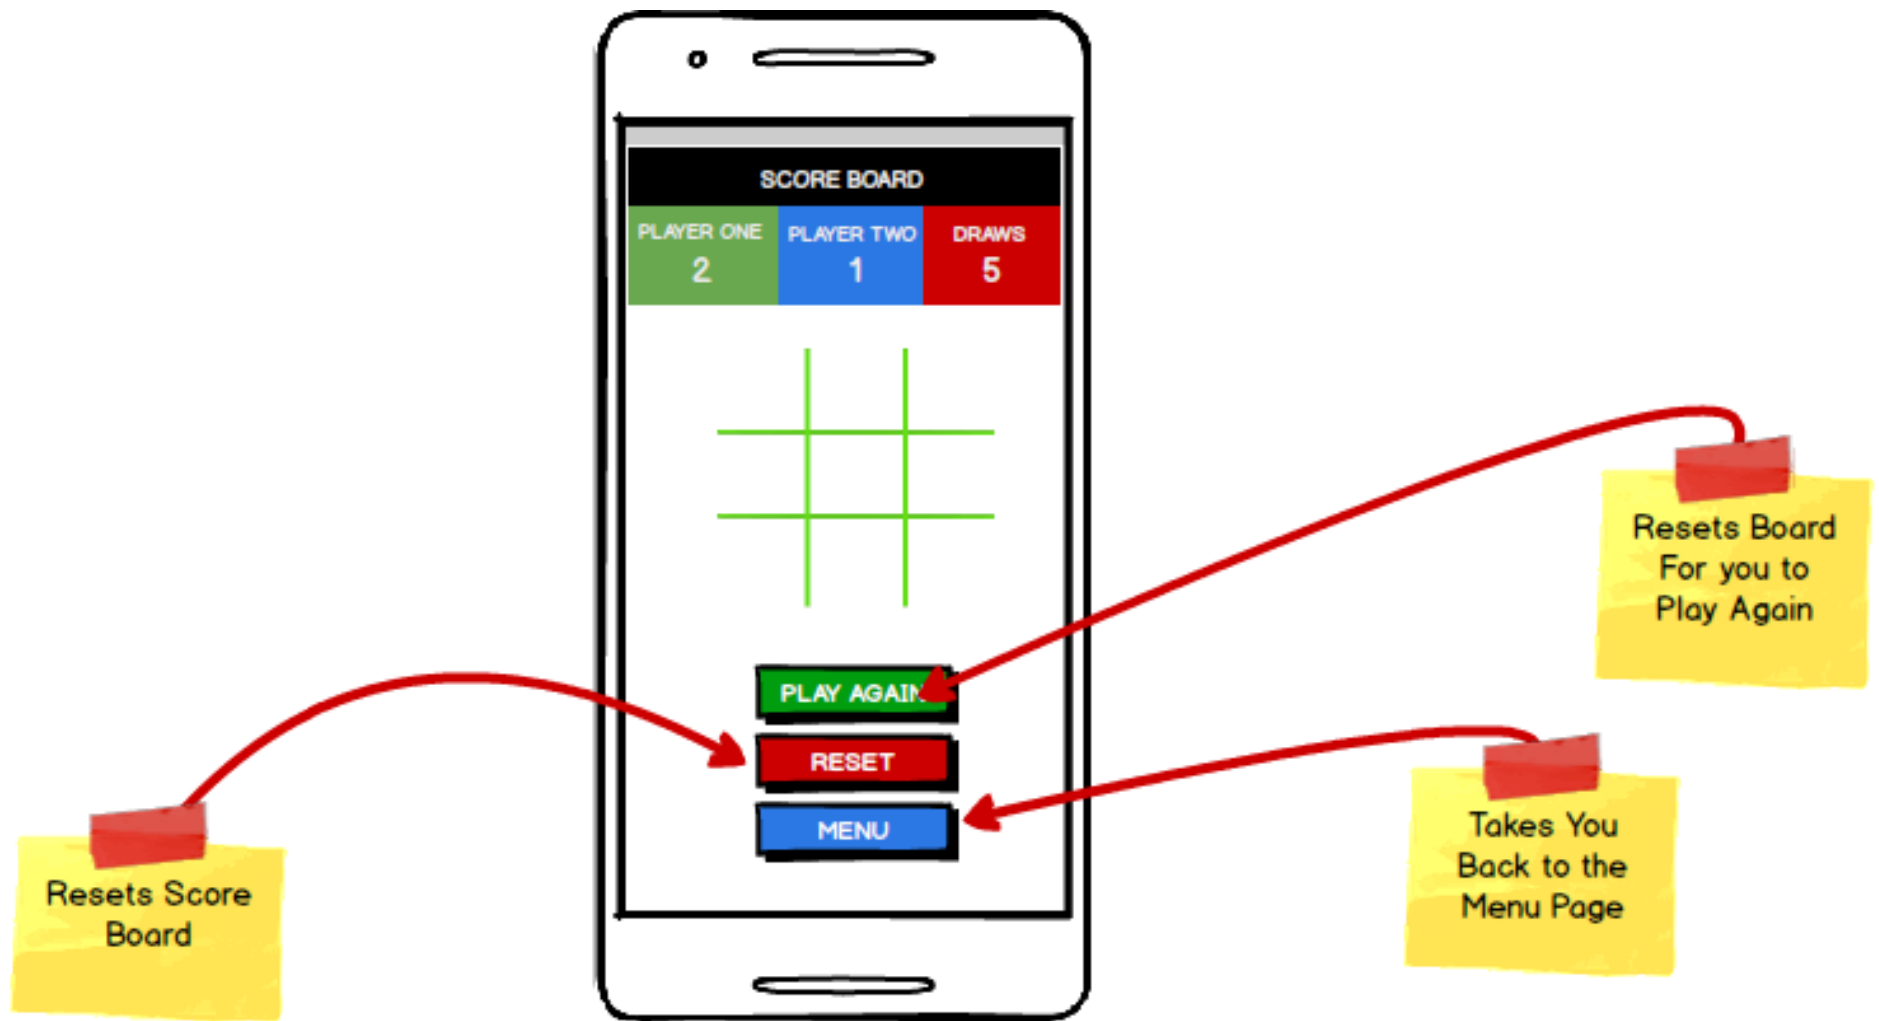 SCORE BOARD
PLAYER ONE
2
PLAYER TWO
1
DRAWS
5
PLAY AGAIN
RESET
MENU
Resets Board
For you to
Play Again
Takes You
Back to the
Menu Page
Resets Score
Board